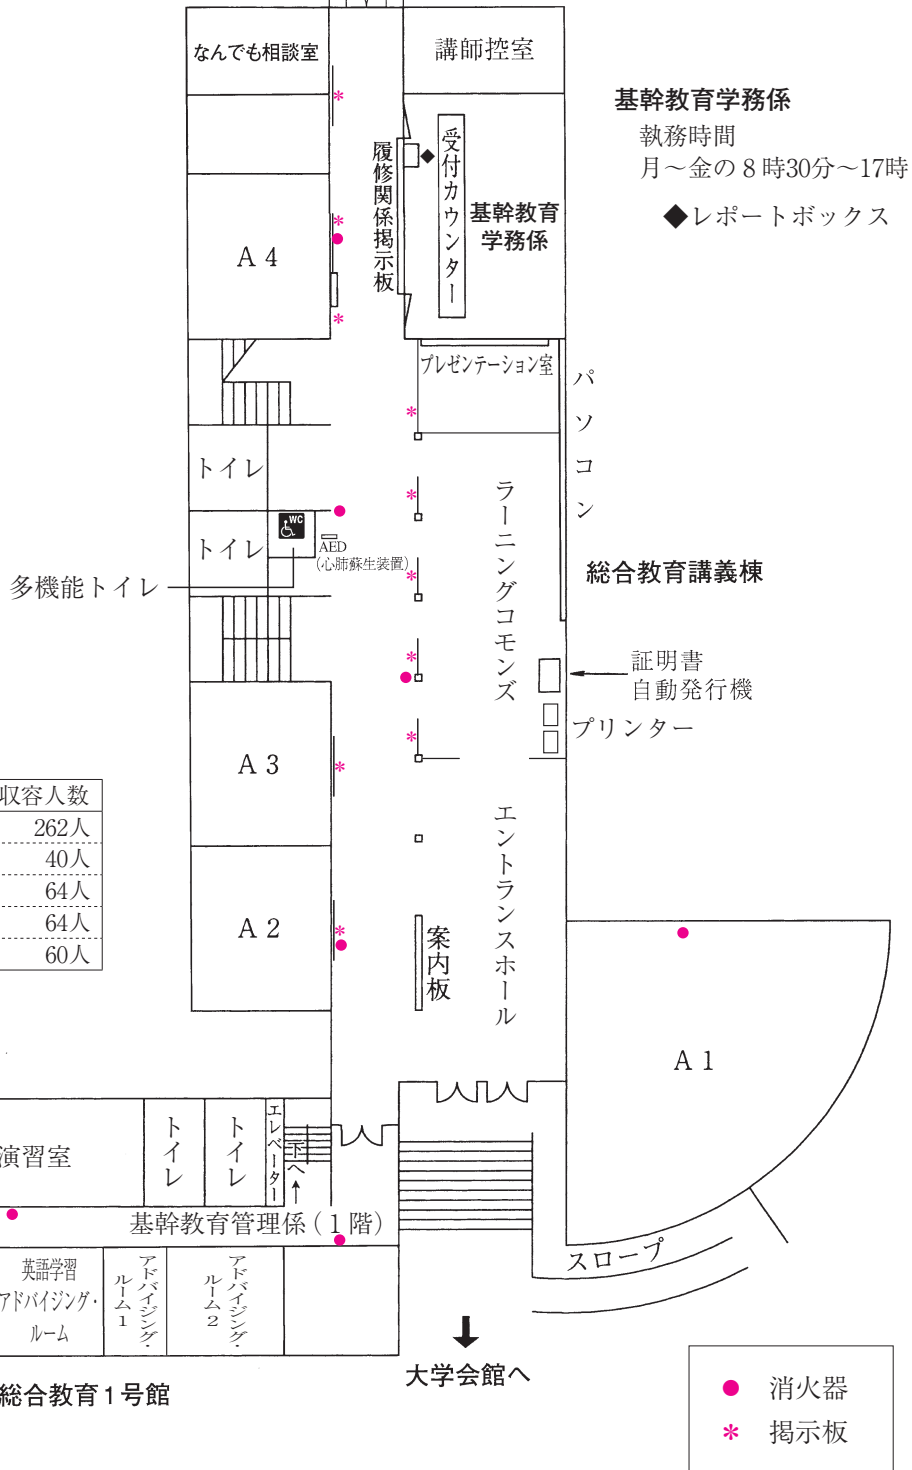 なんでも相談室
講師控室
基幹教育学務係
執務時間
月～金の8時30分～17時
◆レポートボックス
*
履修関係掲示板
◆
受付カウンター
基幹教育
学務係
*
A 4
*
プレゼンテーション室
パソコン
*
トイレ
*
ラーニングコモンズ
トイレ
WC
AED
(心肺蘇生装置)
*
多機能トイレ
総合教育講義棟
*
証明書
自動発行機
プリンター
*
A 3
*
収容人数
262人
40人
64人
64人
60人
エントランスホール
A 2
*
案内板
A 1
演習室
トイレ
トイレ
エレベーター
下へ
基幹教育管理係(1階)
英語学習
アドバイジング・
ルーム
アドバイジング・
ルーム1
アドバイジング・
ルーム2
スロープ
大学会館へ
総合教育1号館
● 消火器
* 掲示板